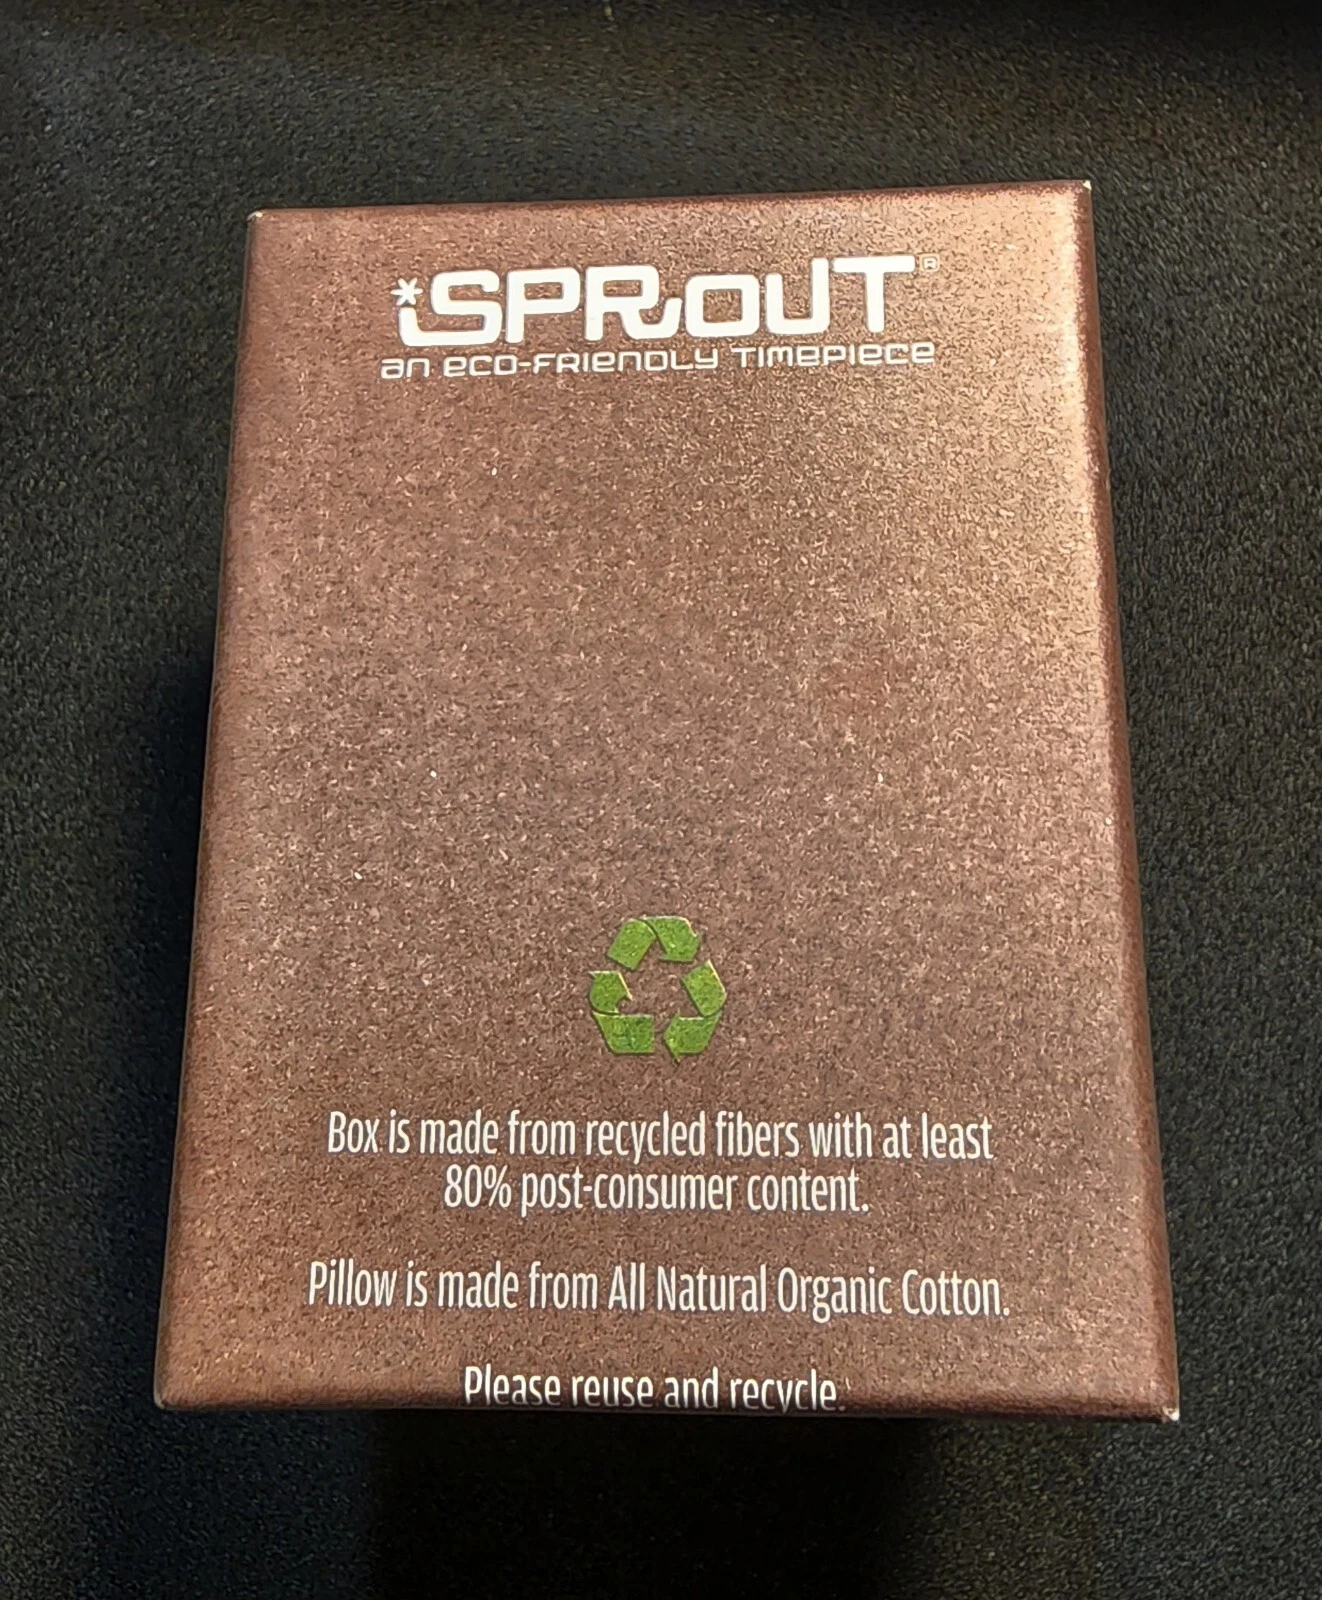 SPROUT®
an eco-friendly timepiece
Box is made from recycled fibers with at least
80% post-consumer content.
Pillow is made from All Natural Organic Cotton.
Please reuse and recycle.